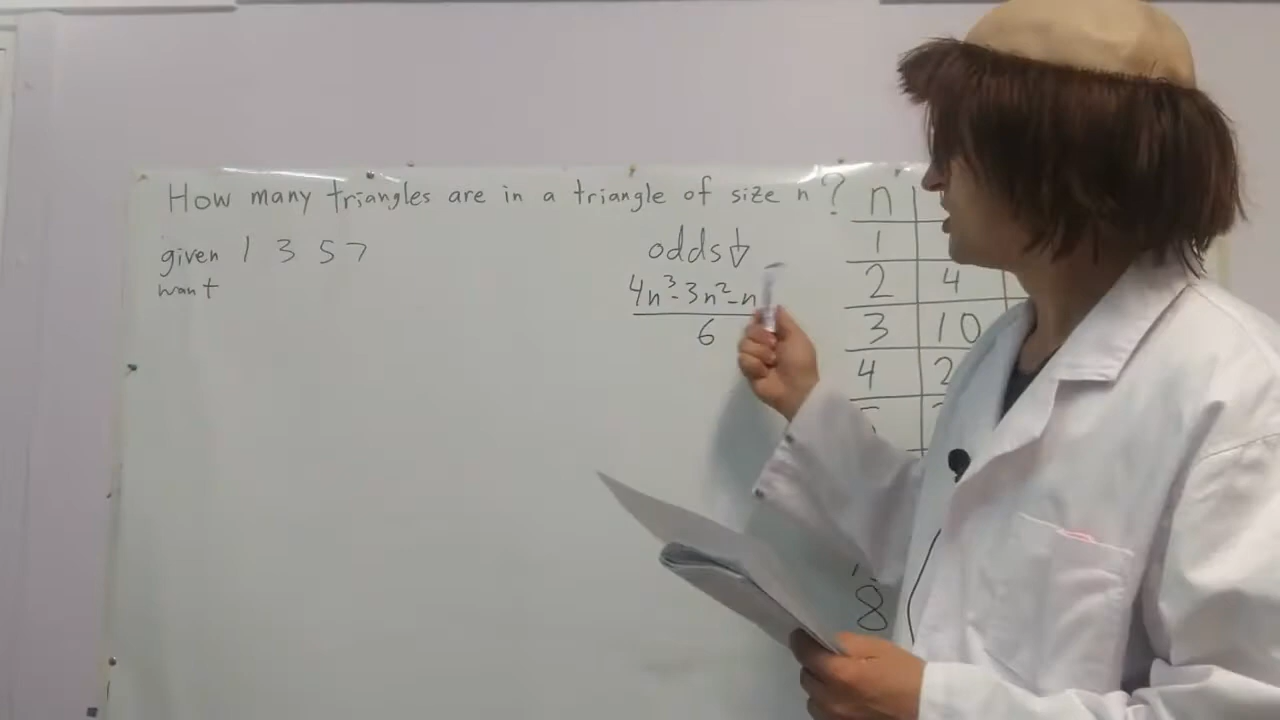 How many triangles are in a triangle of size n?
given 1 3 5 7
want
odds↓
4n³-3n²-n
6
n
1
2 4
3 10
4 2
8